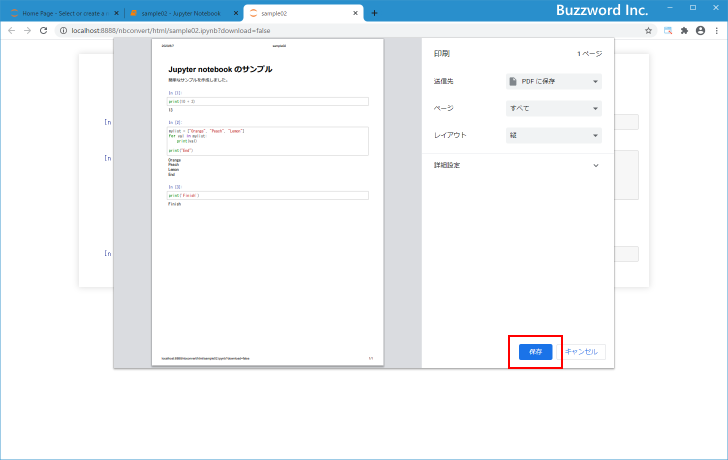 Buzzword Inc.
Home Page - Select or create a
sample02 - Jupyter Notebook
sample02
localhost:8888/nbconvert/html/sample02.ipynb?download=false
sample02
Jupyter notebook のサンプル
簡単なサンプルを作成しました。
In [1]:
print(10 + 3)
13
In [2]:
mylist = ["Orange", "Peach", "Lemon"]
for val in mylist:
print(val)
print("End")
Orange
Peach
Lemon
End
In [3]:
print('Finish')
Finish
localhost:8888/nbconvert/html/sample02.ipynb?download=false
1/1
In
In
In
印刷
1 ページ
送信先
PDF に保存
ページ
すべて
レイアウト
縦
詳細設定
保存
キャンセル